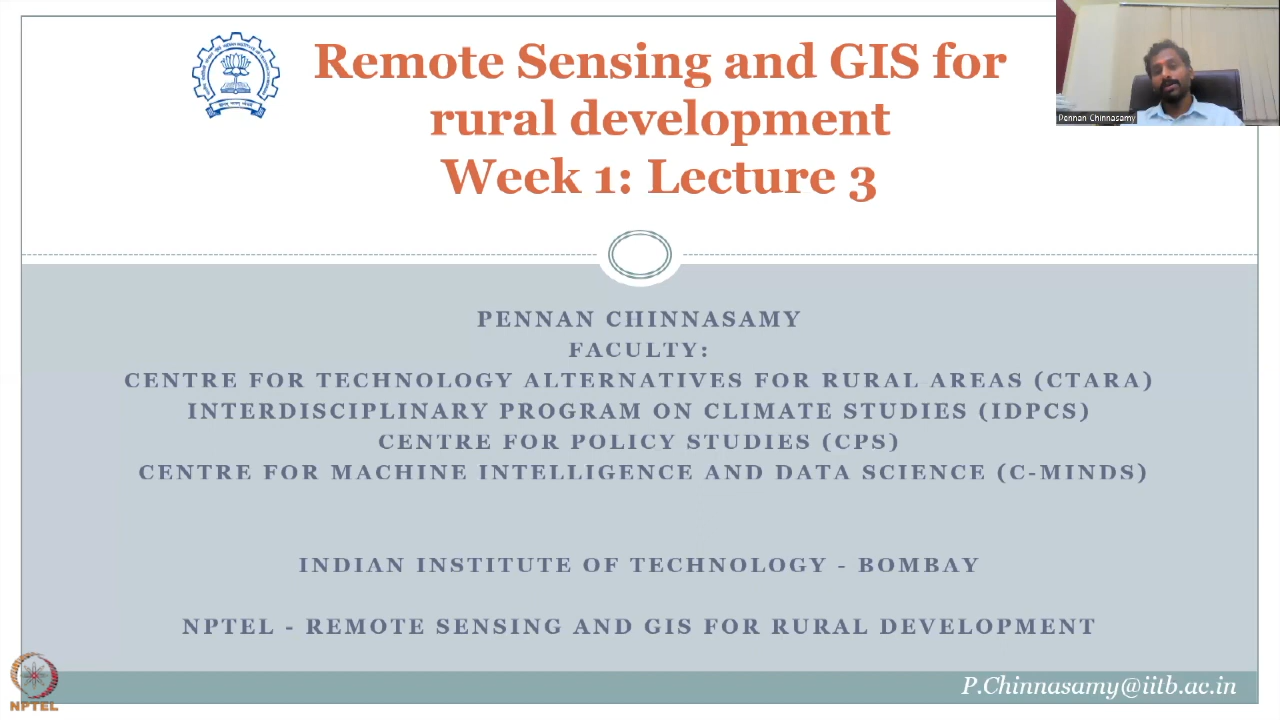 Remote Sensing and GIS for
rural development
Week 1: Lecture 3
Pennan Chinnasamy
PENNAN CHINNASAMY
FACULTY:
CENTRE FOR TECHNOLOGY ALTERNATIVES FOR RURAL AREAS (CTARA)
INTERDISCIPLINARY PROGRAM ON CLIMATE STUDIES (IDPCS)
CENTRE FOR POLICY STUDIES (CPS)
CENTRE FOR MACHINE INTELLIGENCE AND DATA SCIENCE (C-MINDS)
INDIAN INSTITUTE OF TECHNOLOGY - BOMBAY
NPTEL - REMOTE SENSING AND GIS FOR RURAL DEVELOPMENT
P.Chinnasamy@iitb.ac.in
NPTEL